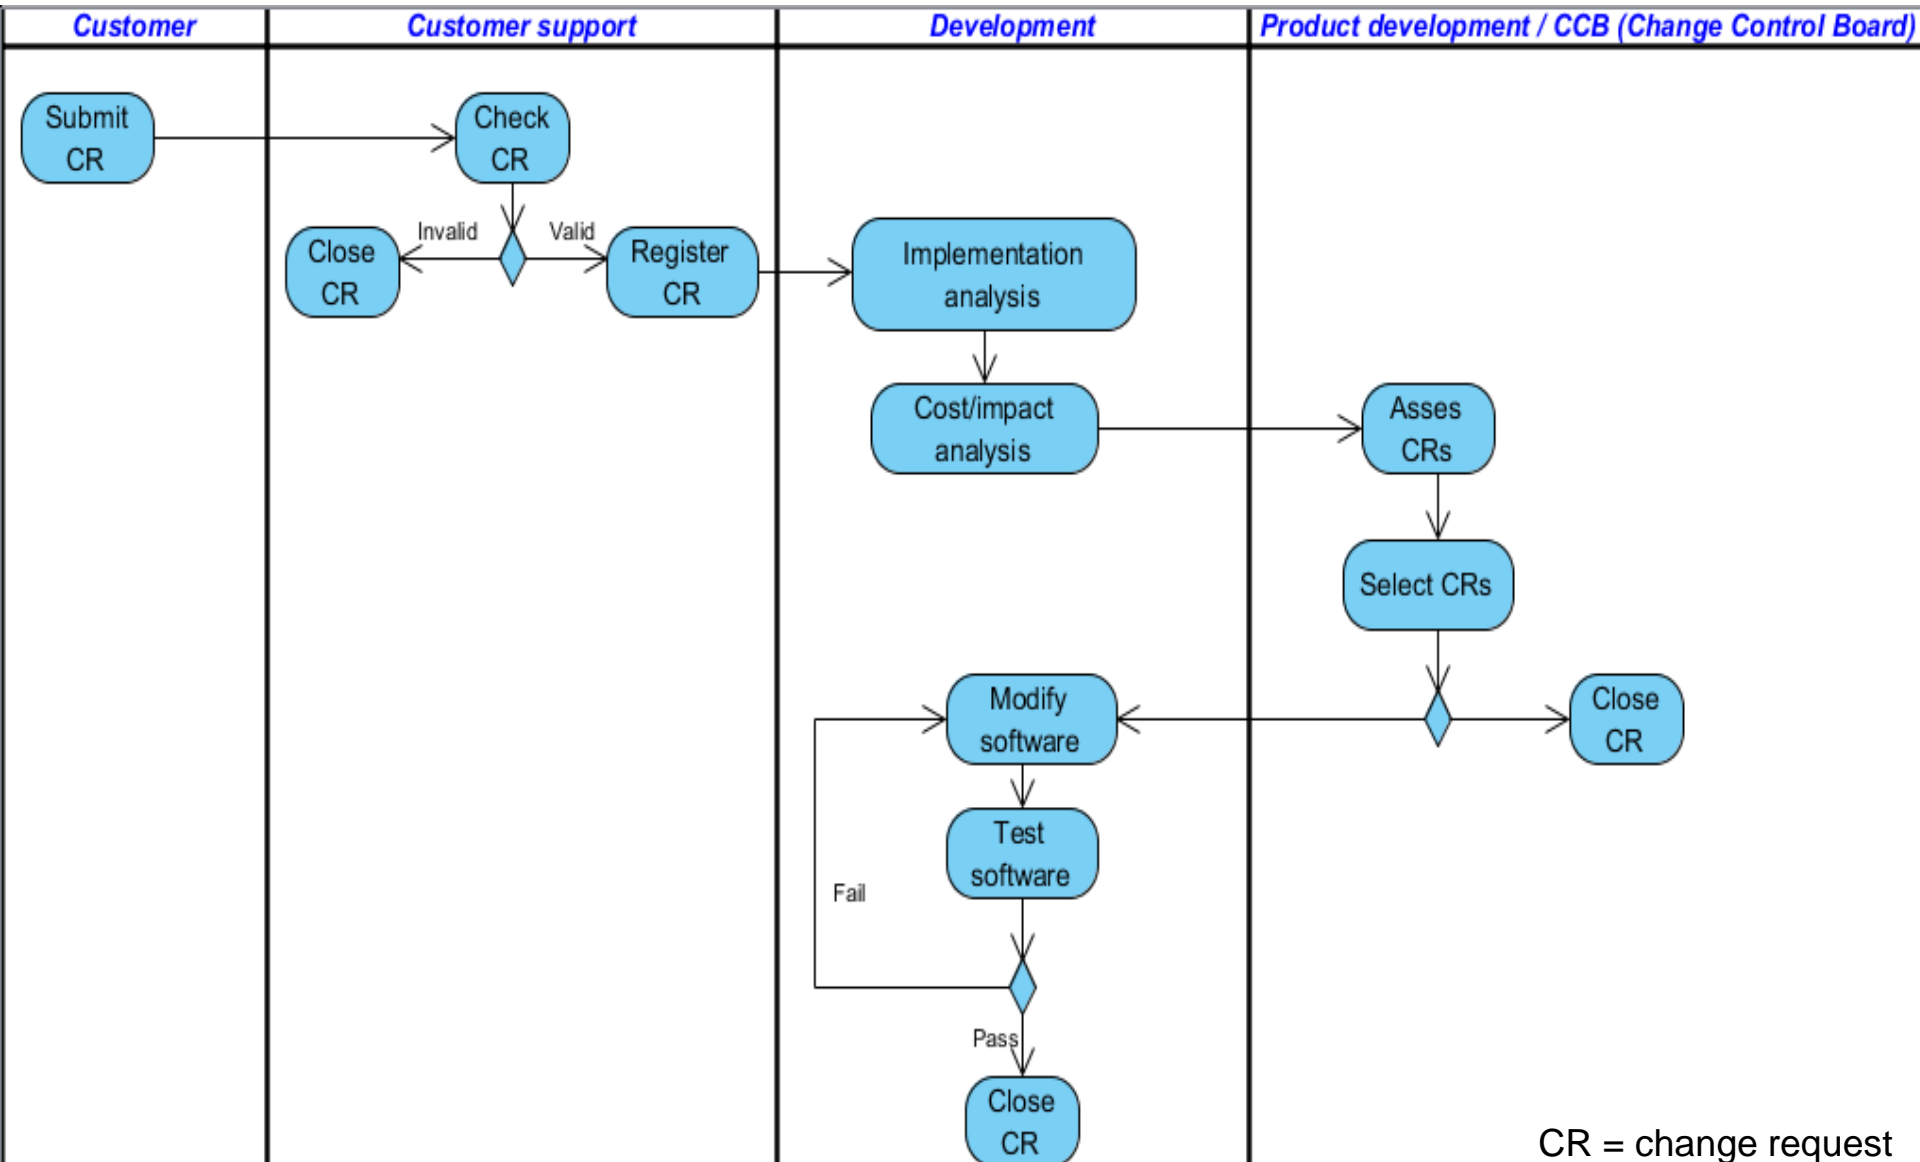 Customer
Customer support
Development
Product development / CCB (Change Control Board)
Submit
CR
Check
CR
Invalid
Valid
Close
CR
Register
CR
Implementation
analysis
Cost/impact
analysis
Asses
CRs
Select CRs
Modify
software
Close
CR
Test
software
Fail
Pass
Close
CR
CR = change request